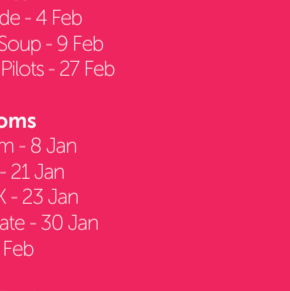 de - 4 Feb
Soup - 9 Feb
Pilots - 27 Feb
oms
m - 8 Jan
- 21 Jan
X - 23 Jan
ate - 30 Jan
Feb